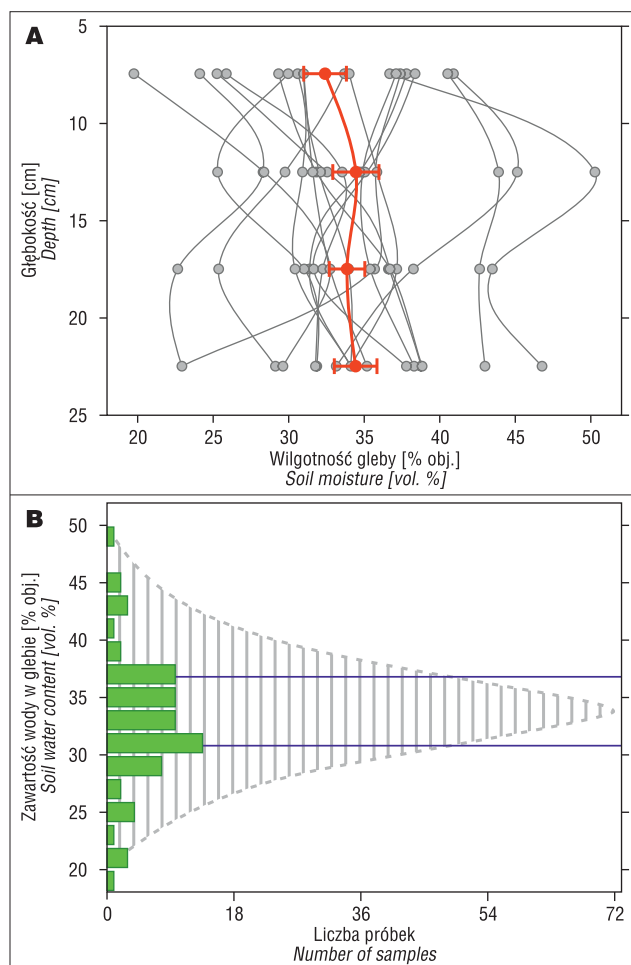 A
5
10
15
20
25
Głębokość [cm]
Depth [cm]
20 25 30 35 40 45 50
Wilgotność gleby [% obj.]
Soil moisture [vol. %]
B
50
45
40
35
30
25
20
Zawartość wody w glebie [% obj.]
Soil water content [vol. %]
0 18 36 54 72
Liczba próbek
Number of samples